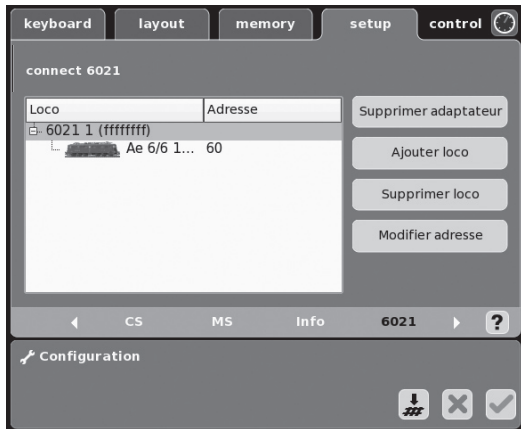 keyboard layout memory setup control
connect 6021
Loco Adresse
6021 1 (ffffffff)
Ae 6/6 1... 60
Supprimer adaptateur
Ajouter loco
Supprimer loco
Modifier adresse
CS MS Info 6021 ?
Configuration